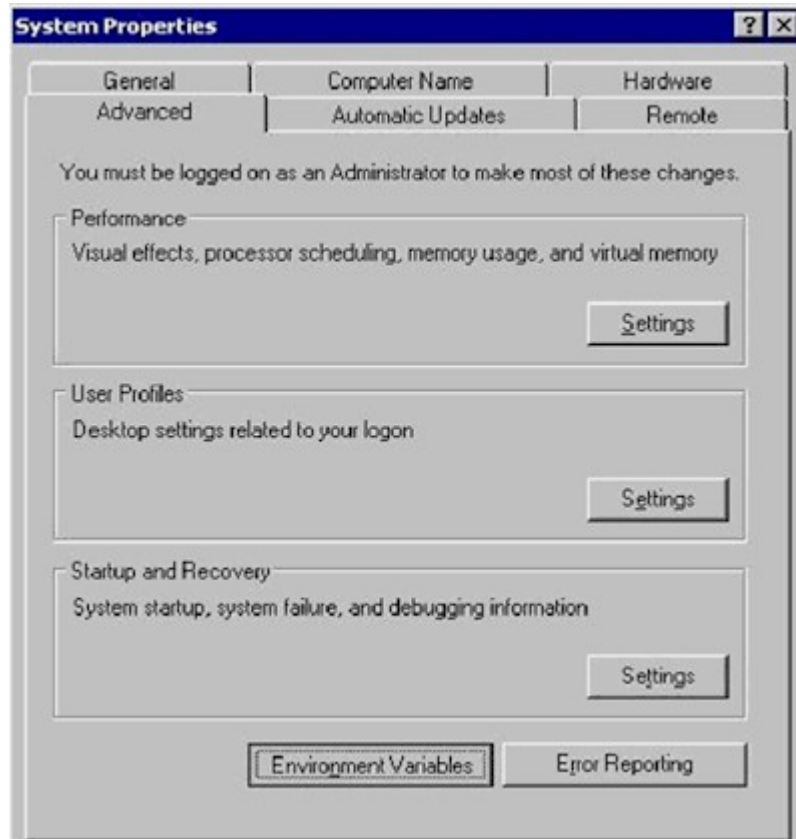 System Properties
General
Computer Name
Hardware
Advanced
Automatic Updates
Remote
You must be logged on as an Administrator to make most of these changes.
Performance
Visual effects, processor scheduling, memory usage, and virtual memory
Settings
User Profiles
Desktop settings related to your logon
Settings
Startup and Recovery
System startup, system failure, and debugging information
Settings
Environment Variables
Error Reporting